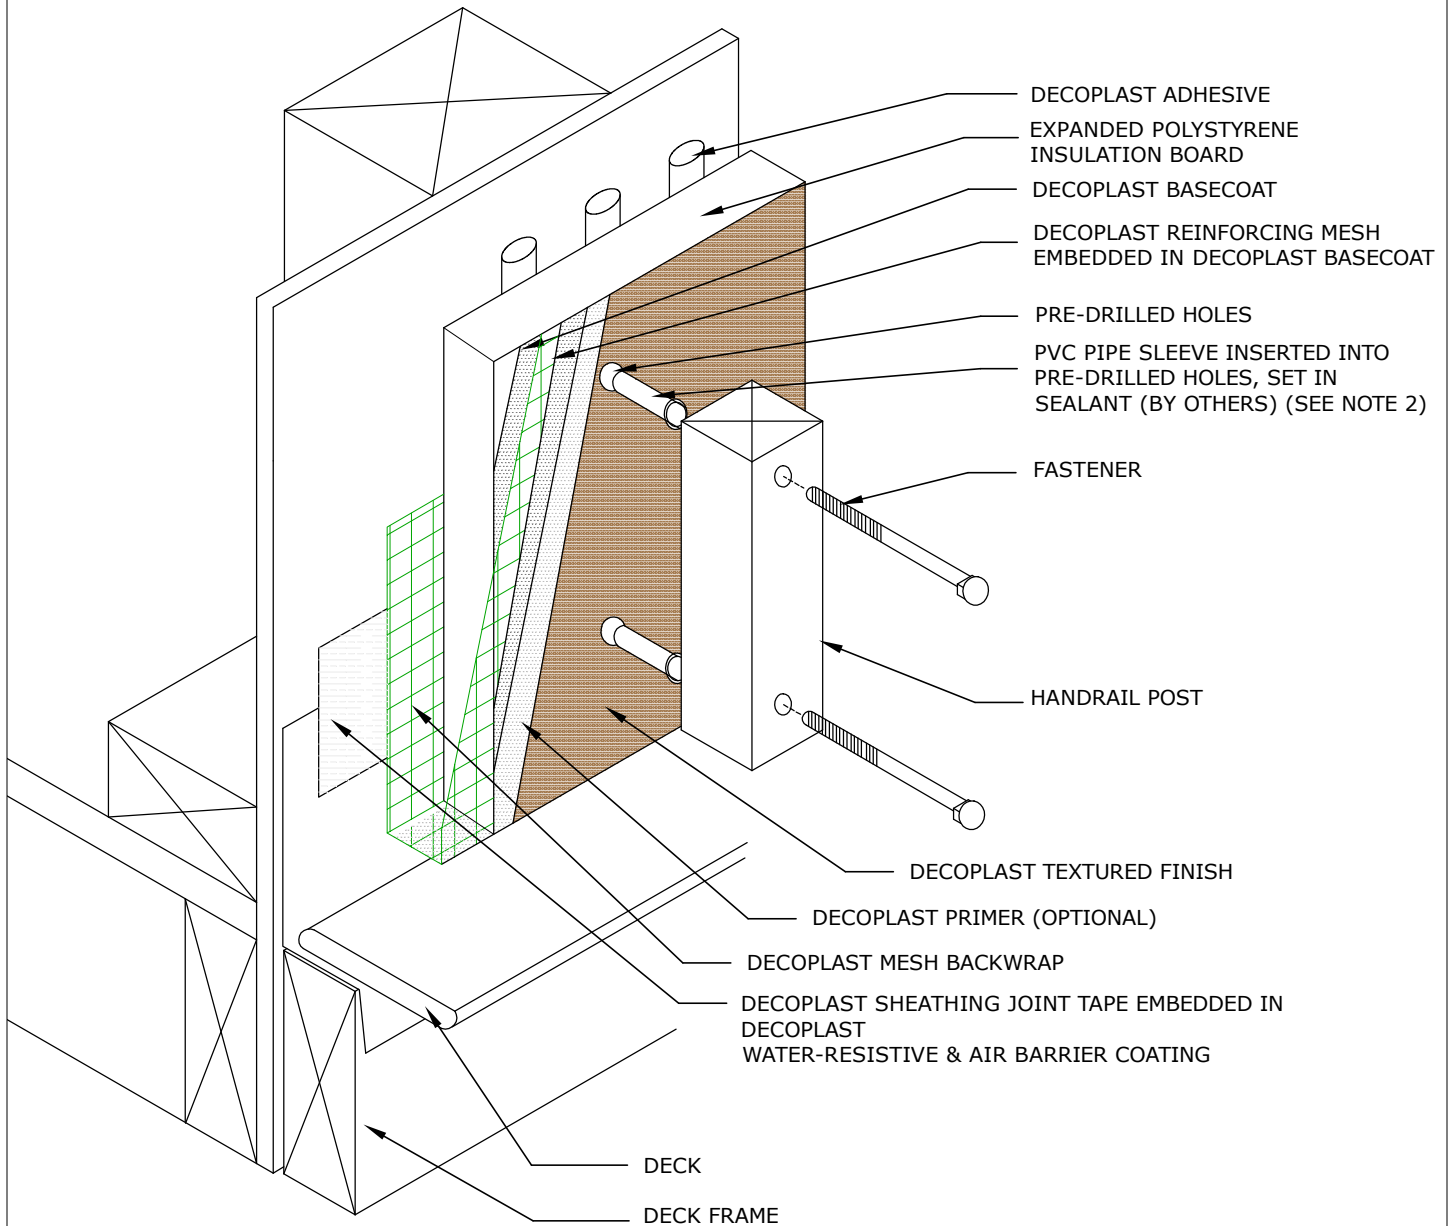 DECOPLAST ADHESIVE
EXPANDED POLYSTYRENE
INSULATION BOARD
DECOPLAST BASECOAT
DECOPLAST REINFORCING MESH
EMBEDDED IN DECOPLAST BASECOAT
PRE-DRILLED HOLES
PVC PIPE SLEEVE INSERTED INTO
PRE-DRILLED HOLES, SET IN
SEALANT (BY OTHERS) (SEE NOTE 2)
FASTENER
HANDRAIL POST
DECOPLAST TEXTURED FINISH
DECOPLAST PRIMER (OPTIONAL)
DECOPLAST MESH BACKWRAP
DECOPLAST SHEATHING JOINT TAPE EMBEDDED IN
DECOPLAST
WATER-RESISTIVE & AIR BARRIER COATING
DECK
DECK FRAME